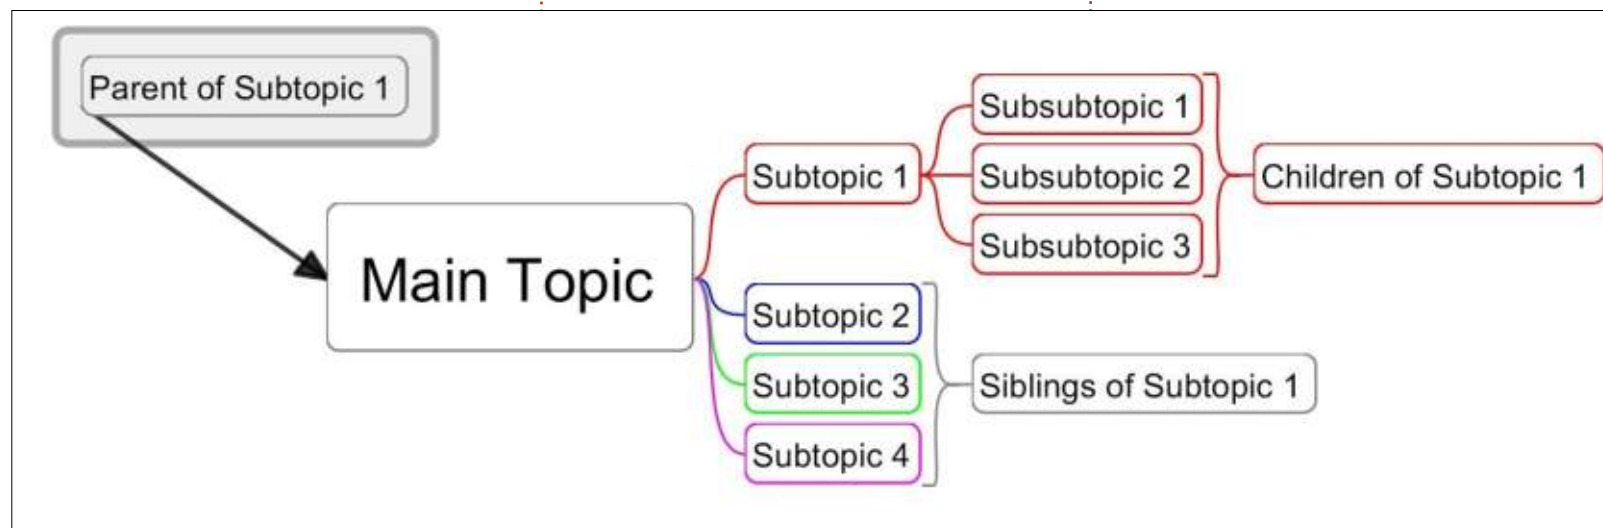 Parent of Subtopic 1
Main Topic
Subtopic 1
Subsubtopic 1
Subsubtopic 2
Subsubtopic 3
Children of Subtopic 1
Subtopic 2
Subtopic 3
Subtopic 4
Siblings of Subtopic 1